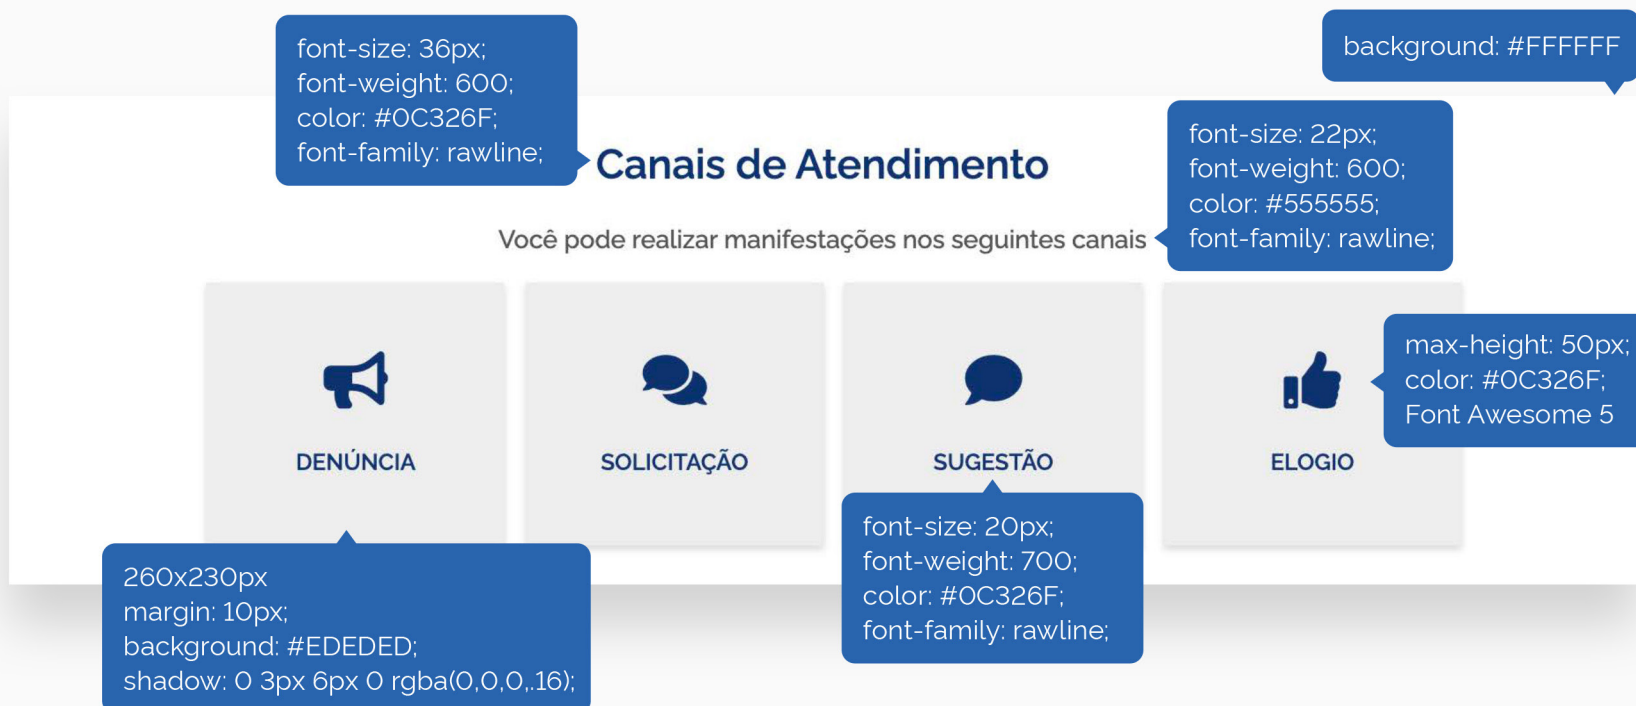 font-size: 36px;
font-weight: 600;
color: #0C326F;
font-family: rawline;
background: #FFFFFF
Canais de Atendimento
font-size: 22px;
font-weight: 600;
color: #555555;
font-family: rawline;
Você pode realizar manifestações nos seguintes canais
max-height: 50px;
color: #0C326F;
Font Awesome 5
DENÚNCIA
SOLICITAÇÃO
SUGESTÃO
ELOGIO
260x230px
margin: 10px;
background: #EDEDED;
shadow: 0 3px 6px 0 rgba(0,0,0,.16);
font-size: 20px;
font-weight: 700;
color: #0C326F;
font-family: rawline;